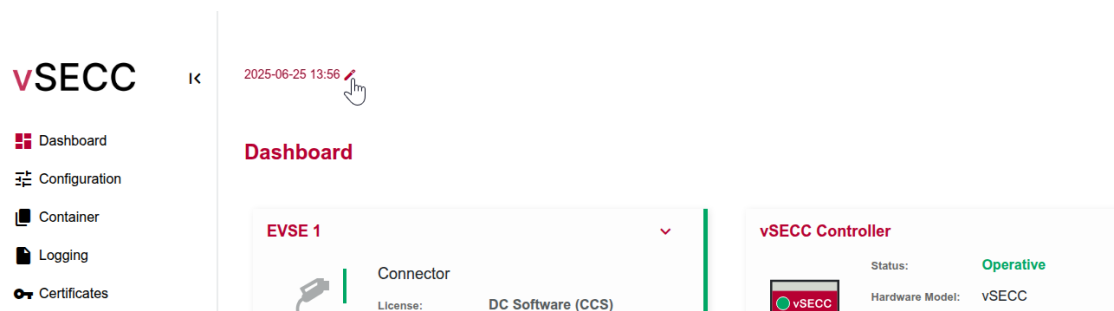 vSECC
2025-06-25 13:56
Dashboard
Configuration
Container
Logging
Certificates
Dashboard
EVSE 1
Connector
License: DC Software (CCS)
vSECC Controller
Status: Operative
vSECC
Hardware Model: vSECC